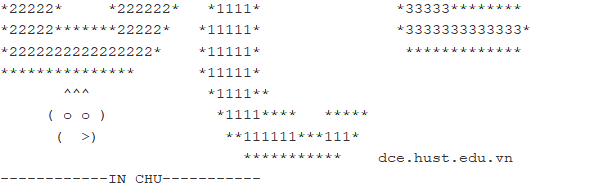 *22222*     *222222*   *1111*               *33333********
*22222*******22222*   *11111*               *3333333333333*
*22222222222222222*    *11111*                *************
***************       *11111*
       ^^^             *1111**
     ( o o )            *1111****   *****
      (  >)              **111111***111*
                           ***********    dce.hust.edu.vn
------------IN CHU-----------